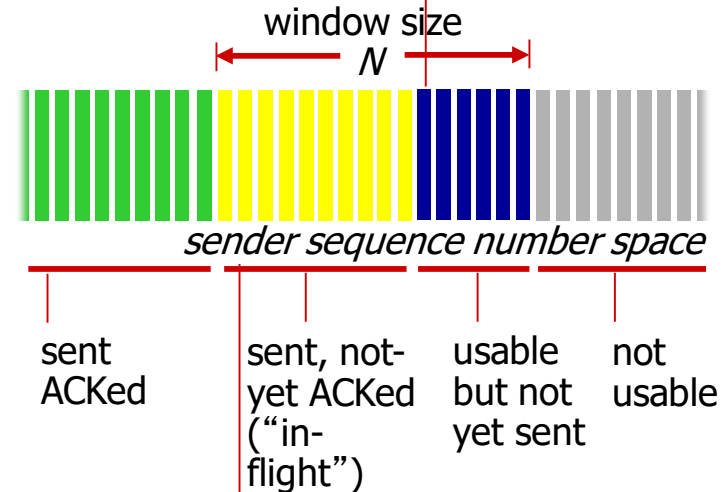 window size
N
sender sequence number space
sent
ACKed
sent, not-
yet ACKed
(“in-
flight”)
usable
but not
yet sent
not
usable